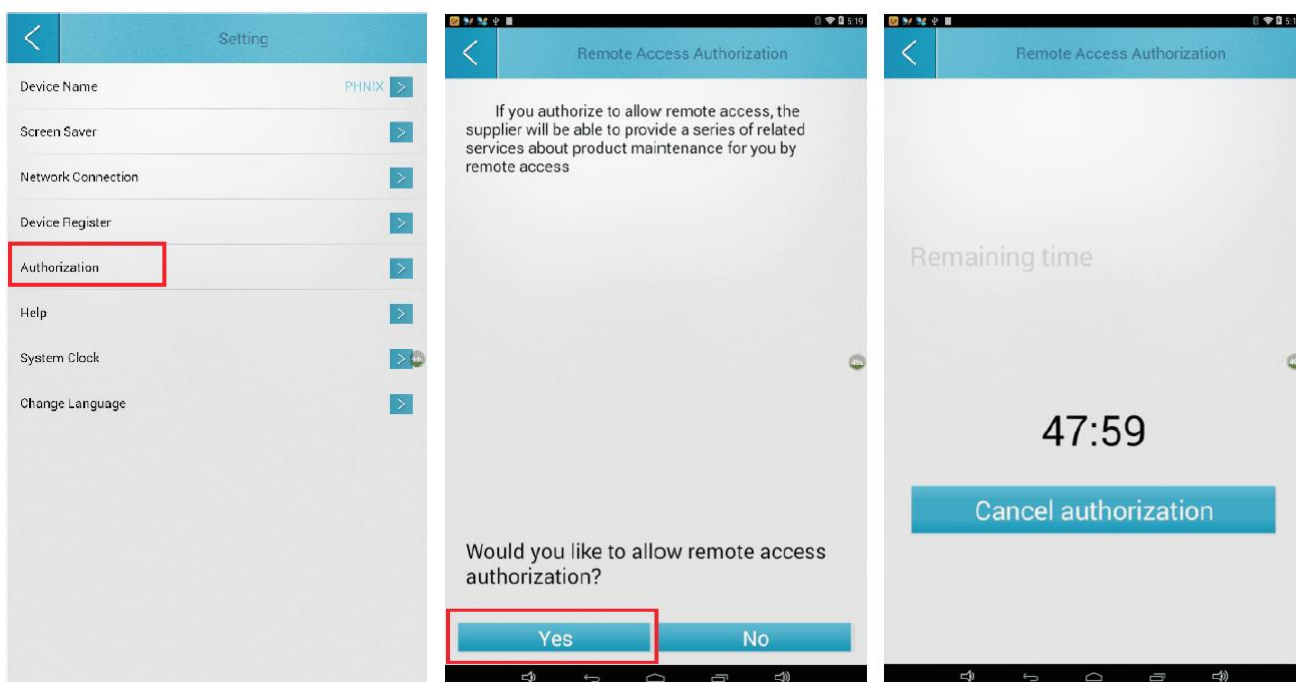 Setting
Device Name PHNIX
Screen Saver
Network Connection
Device Register
Authorization
Help
System Clock
Change Language
5:19
Remote Access Authorization
If you authorize to allow remote access, the
supplier will be able to provide a series of related
services about product maintenance for you by
remote access
Would you like to allow remote access
authorization?
Yes No
Remote Access Authorization
Remaining time
47:59
Cancel authorization